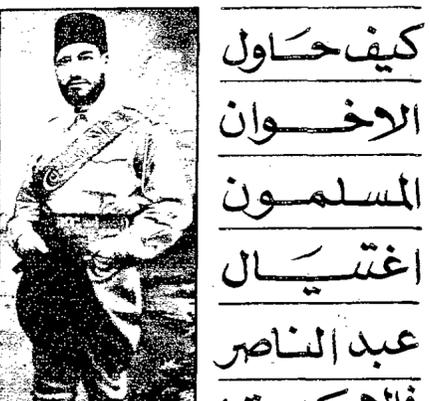 كيف حاول
الاخوان
المسلمون
اغتيال
عبد الناصر